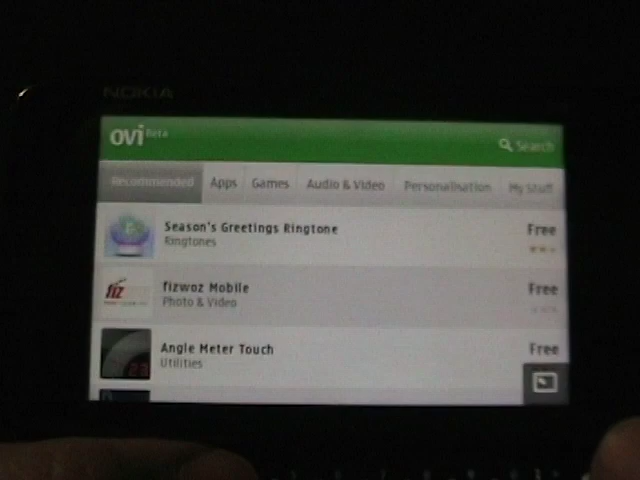 NOKIA
ovi Beta
Search
Recommended Apps Games Audio & Video Personalisation My Stuff
Season's Greetings Ringtone Free
Ringtones
fiz
fizwoz Mobile Free
Photo & Video
Angle Meter Touch Free
Utilities